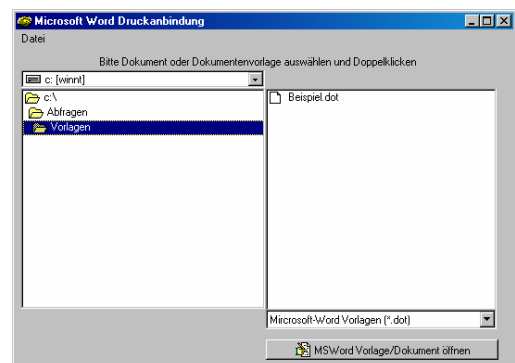 Microsoft Word Druckanbindung
Datei
Bitte Dokument oder Dokumentenvorlage auswählen und Doppelklicken
c: [winnt]
c:\
Abfragen
Vorlagen
Beispiel.dot
Mircrosoft-Word Vorlagen (*.dot)
MSWord Vorlage/Dokument öffnen